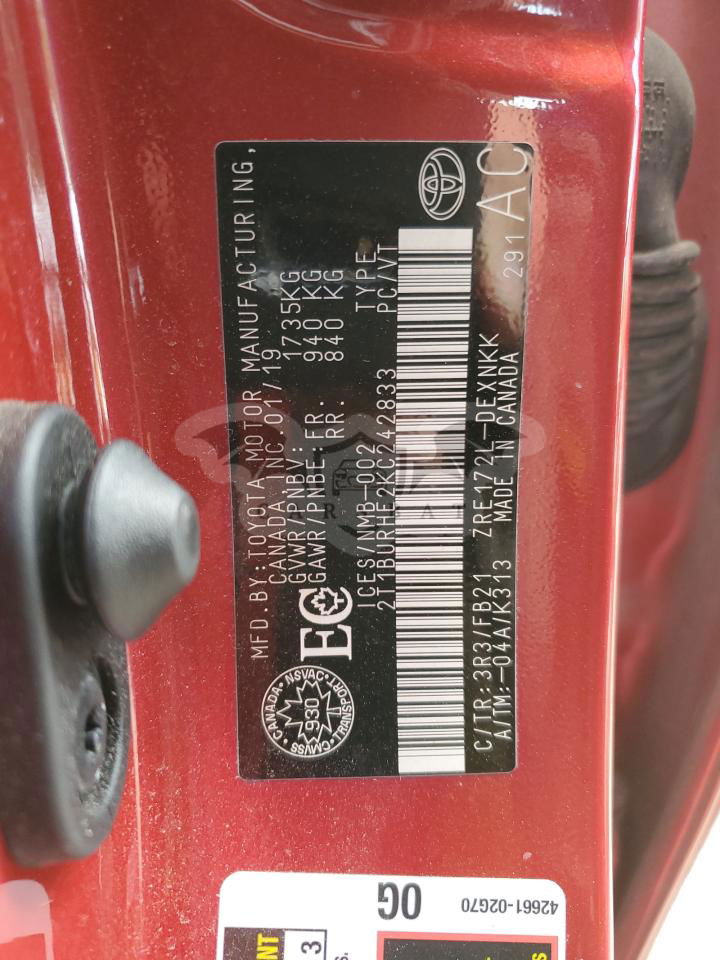 MFD.BY:TOYOTA MOTOR MANUFACTURING,
CANADA INC.01/19
GVWR/PNBV: 1735KG
GAWR/PNBE:FR: 940 KG
RR: 840 KG
EC
CANADA NSVAC
930
CMVSS TRANSPORT
ICES/NMB-002 TYPE
2T1BURHE2KC242833 PC/VT
C/TR:3R3/FB21 ZRE172L-DEXNKK 291 AC
A/TM:-04A/K313 MADE IN CANADA
0G
42661-02G70
3